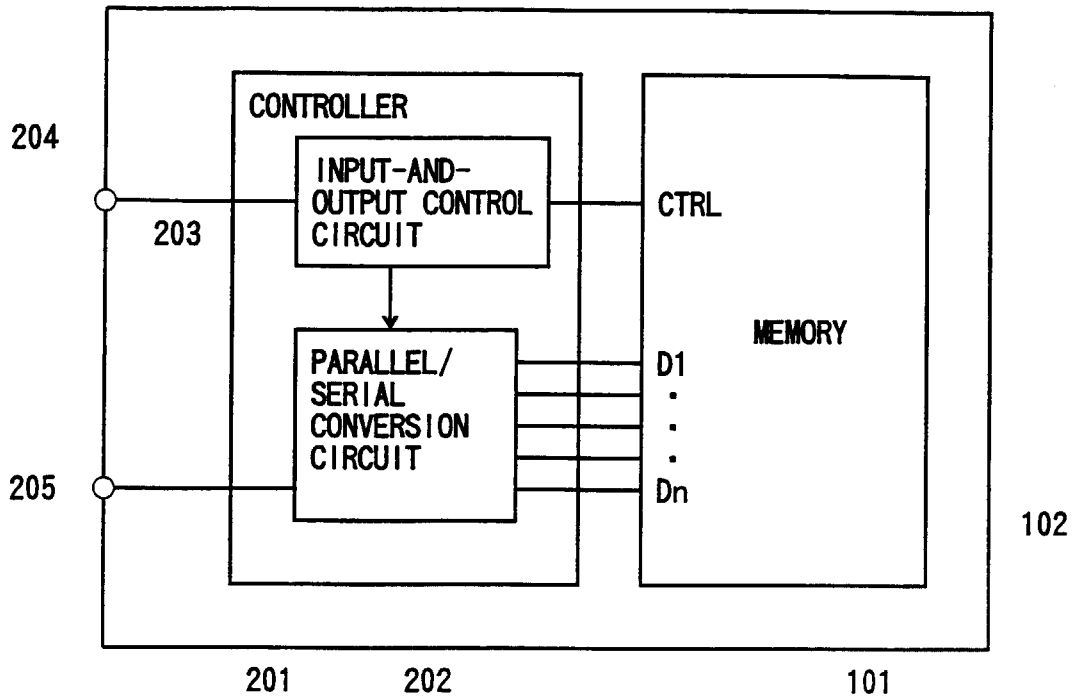 CONTROLLER
204
INPUT-AND-
OUTPUT CONTROL
CIRCUIT
CTRL
203
MEMORY
PARALLEL/
SERIAL
CONVERSION
CIRCUIT
D1
.
.
.
Dn
205
102
201
202
101